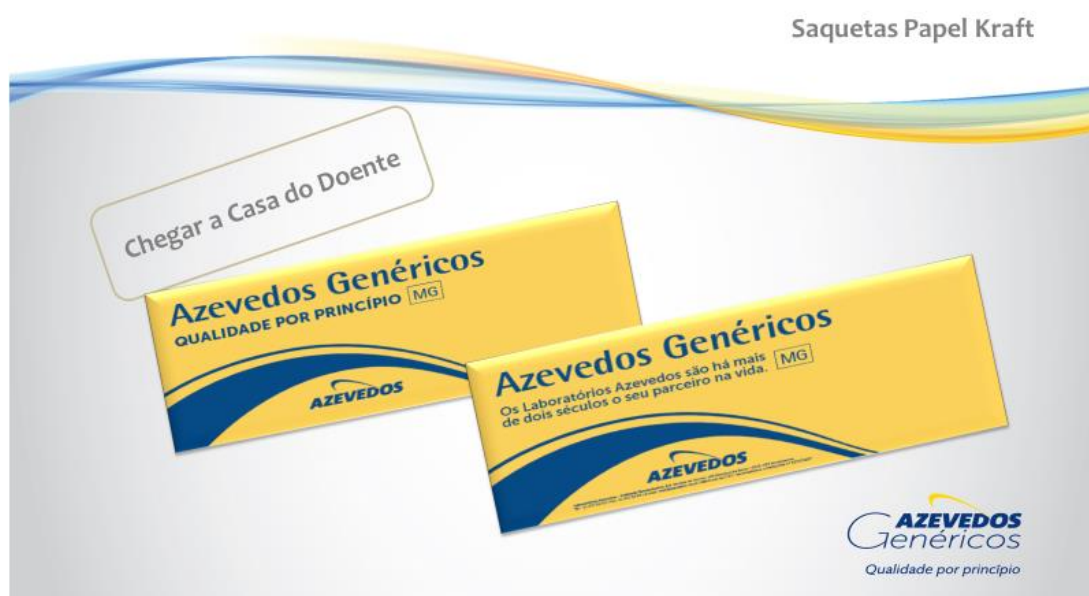 Saquetas Papel Kraft
Chegar a Casa do Doente
Azevedos Genéricos
QUALIDADE POR PRINCÍPIO MG
AZEVEDOS
Azevedos Genéricos
Os Laboratórios Azevedos são há mais MG
de dois séculos o seu parceiro na vida.
AZEVEDOS
AZEVEDOS
Genéricos
Qualidade por princípio